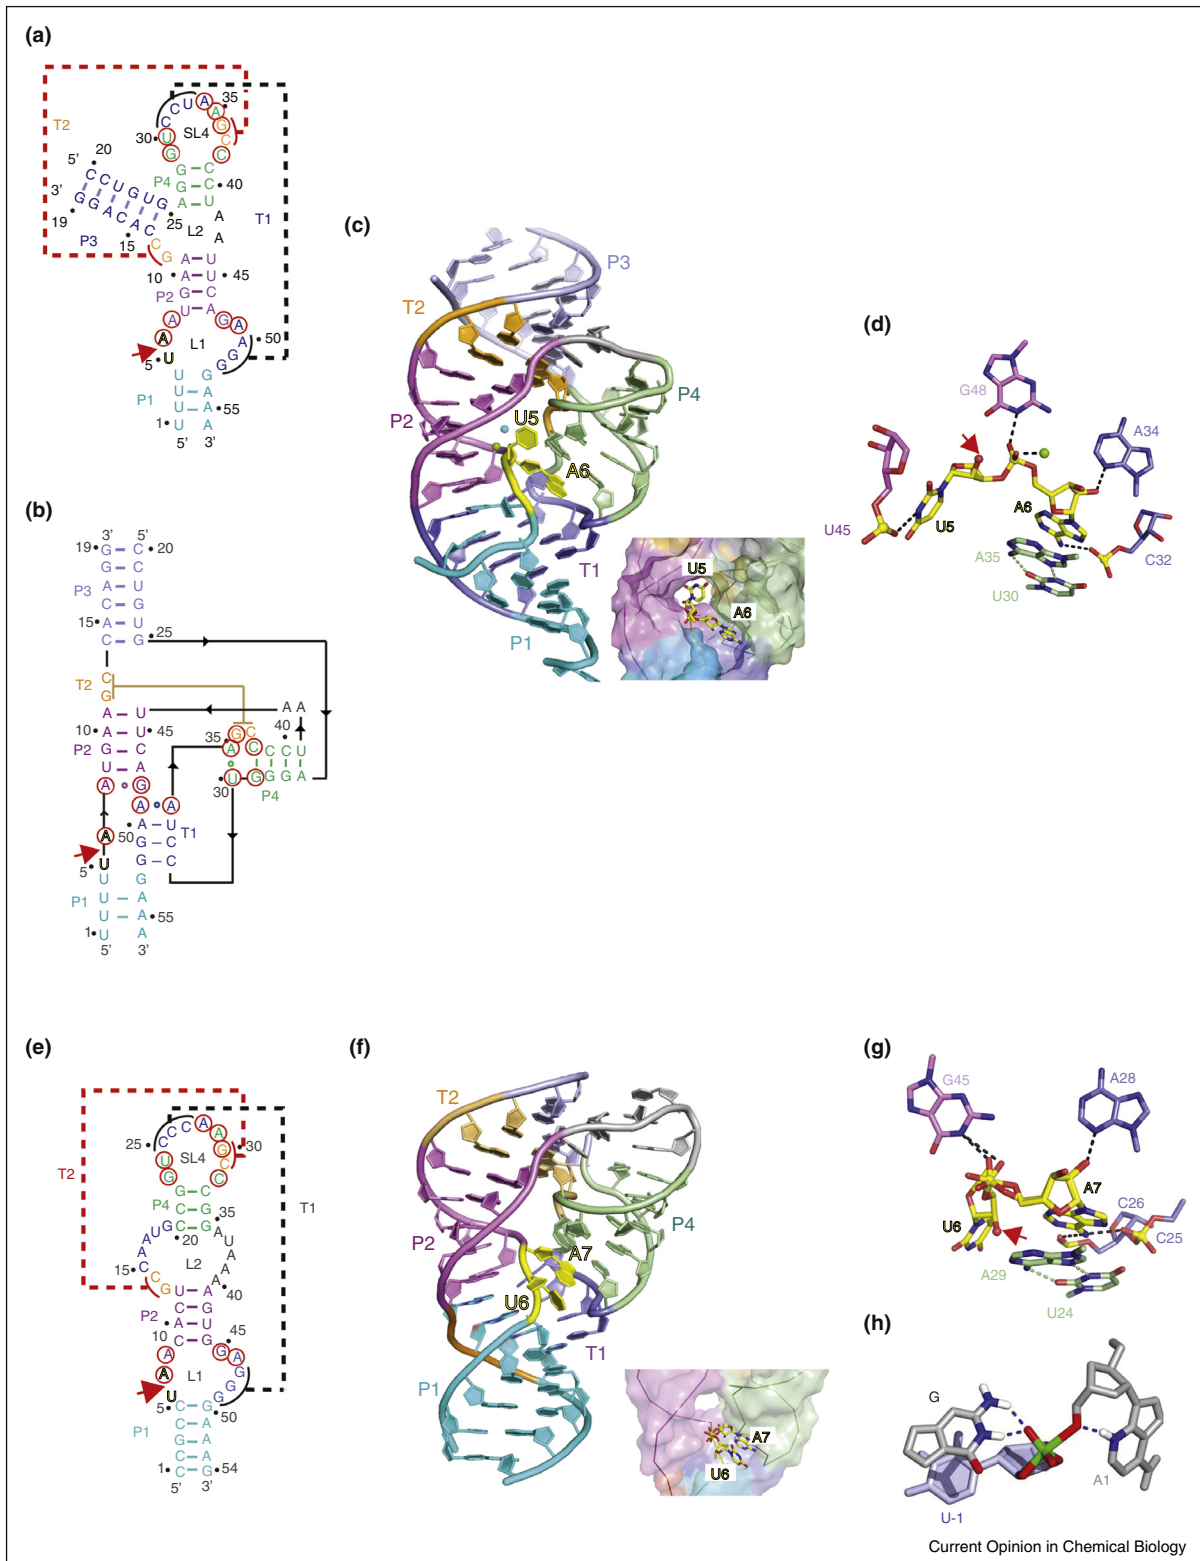 (a)
T2
5'
20
3'
19
C C U G U G
G G A C A C
P3
15
C
G
25
L2
30
C C U A A G C C
35
SL4
U
G
P4
G G G A
C C U
40
A
A
T1
10
A A G U
P2
U U C A
45
G A
A
A
5
U
L1
50
A G G
P1
U U U U
G A A A
55
1
5'
3'
(b)
3'
5'
19
G G A C A C
C C U G U G
20
P3
15
25
C
G
T2
A A G U
U U C A
10
45
P2
A
G
A
A
A A
40
35
G C
A C C C U
U G G G A
30
P4
A
50
A G G
U C C
T1
5
U
U U U U
G A A A
P1
55
1
5'
3'
(c)
P3
T2
P2
P4
U5
A6
T1
P1
U5
A6
(d)
G48
A34
U45
U5
A6
A35
U30
C32
(e)
T2
25
C C C A A G C C
30
SL4
U
G
P4
G C C
C G G
35
20
U
A A C
15
C
G
L2
A U A A A
40
T1
10
P2
U C A C
A G U G
A
A
45
G A G G G
L1
5
U
50
P1
C C G C C
G A A A G
1
54
5'
3'
(f)
T2
P2
P4
A7
U6
T1
P1
A7
U6
(g)
G45
A28
A7
U6
C26
C25
A29
U24
(h)
G
A1
U-1
Current Opinion in Chemical Biology